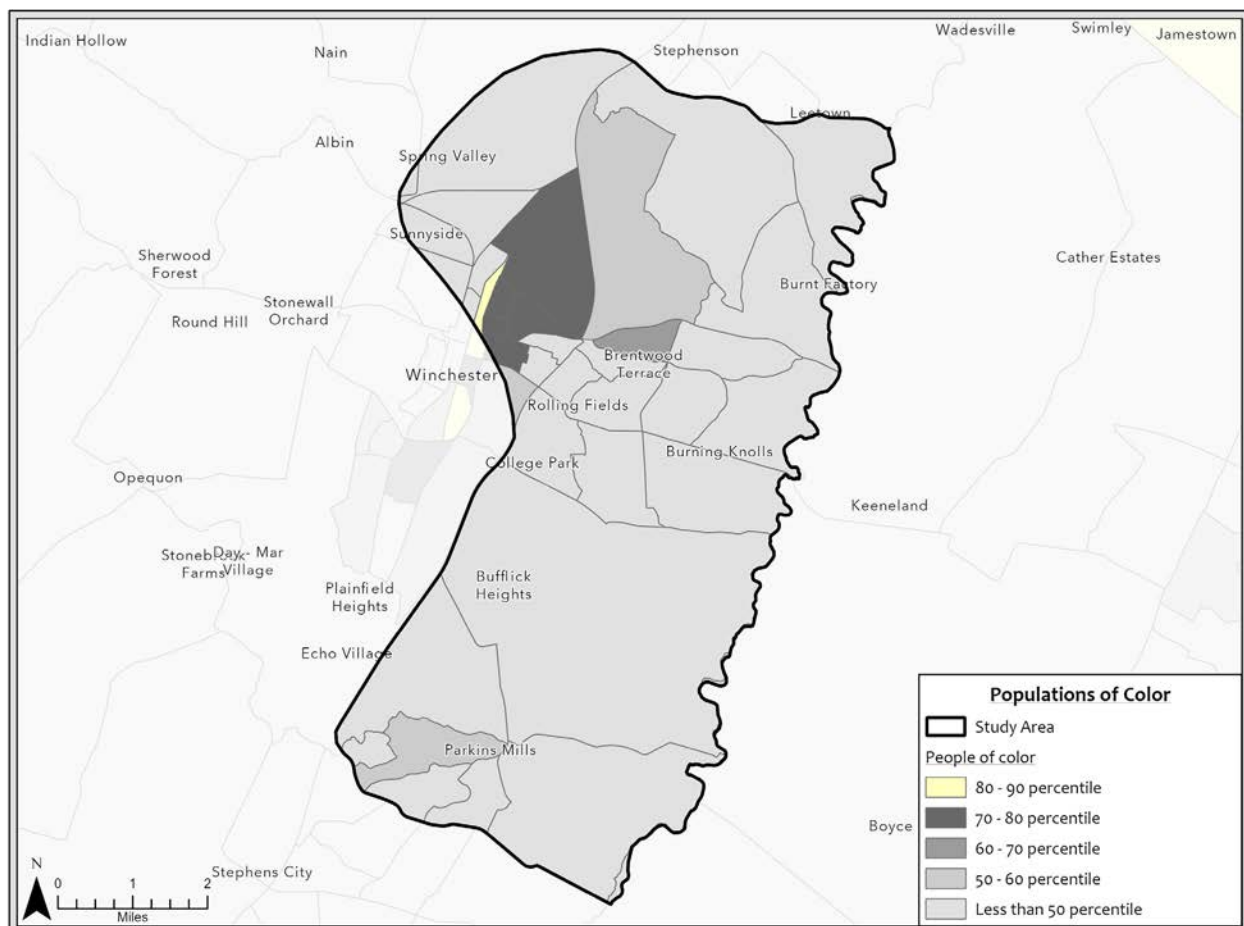 Indian Hollow
Nain
Stephenson
Wadesville
Swimley
Jamestown
Leetown
Albin
Spring Valley
Sunnyside
Sherwood
Forest
Cather Estates
Burnt Factory
Stonewall
Orchard
Round Hill
Brentwood
Terrace
Winchester
Rolling Fields
Burning Knolls
College Park
Opequon
Keeneland
Stonebrook
Farms
Day - Mar
Village
Plainfield
Heights
Bufflick
Heights
Echo Village
Parkins Mills
Boyce
Stephens City
N
0 1 2
Miles
Populations of Color
Study Area
People of color
80 - 90 percentile
70 - 80 percentile
60 - 70 percentile
50 - 60 percentile
Less than 50 percentile